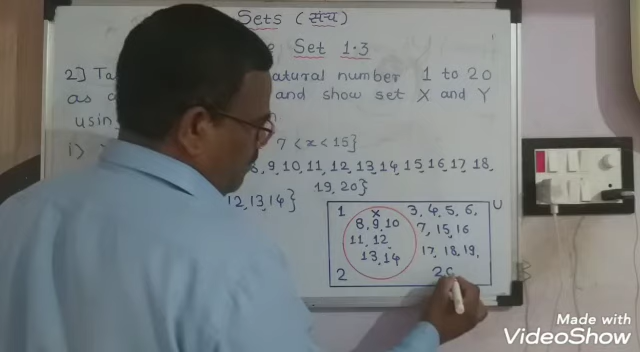 Sets (संच)
Set 1.3
2] Ta atural number 1 to 20
as and show set X and Y
usin
1) 7 < x < 15}
8, 9, 10, 11, 12, 13, 14, 15, 16, 17, 18,
19, 20}
12, 13, 14}
U
1 X 3, 4, 5, 6,
8, 9, 10 7, 15, 16
11, 12, 17, 18, 19,
13, 14
2 20
Made with
VideoShow